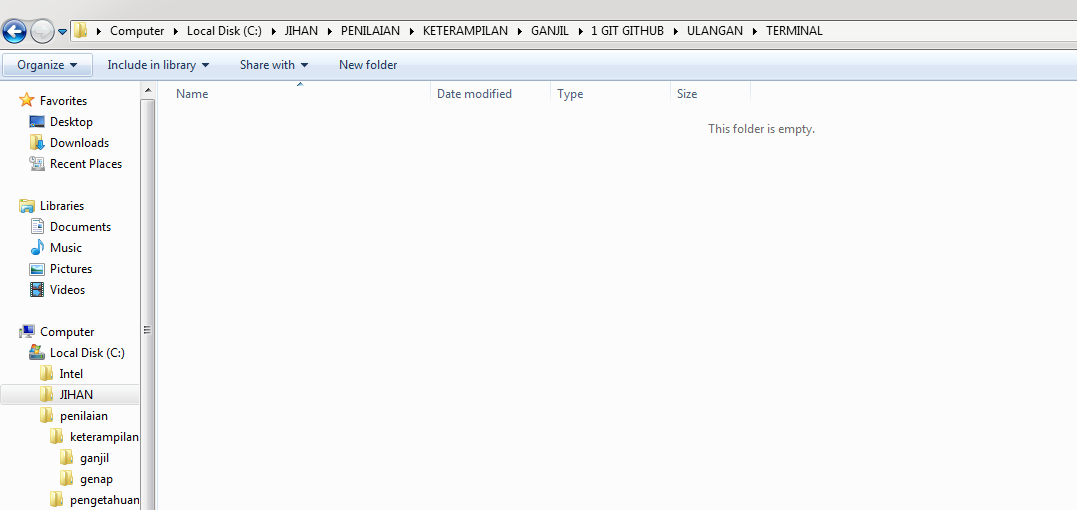 Computer Local Disk (C:) JIHAN PENILAIAN KETERAMPILAN GANJIL 1 GIT GITHUB ULANGAN TERMINAL
Organize Include in library Share with New folder
Name Date modified Type Size
This folder is empty.
Favorites
Desktop
Downloads
Recent Places
Libraries
Documents
Music
Pictures
Videos
Computer
Local Disk (C:)
Intel
JIHAN
penilaian
keterampilan
ganjil
genap
pengetahuan